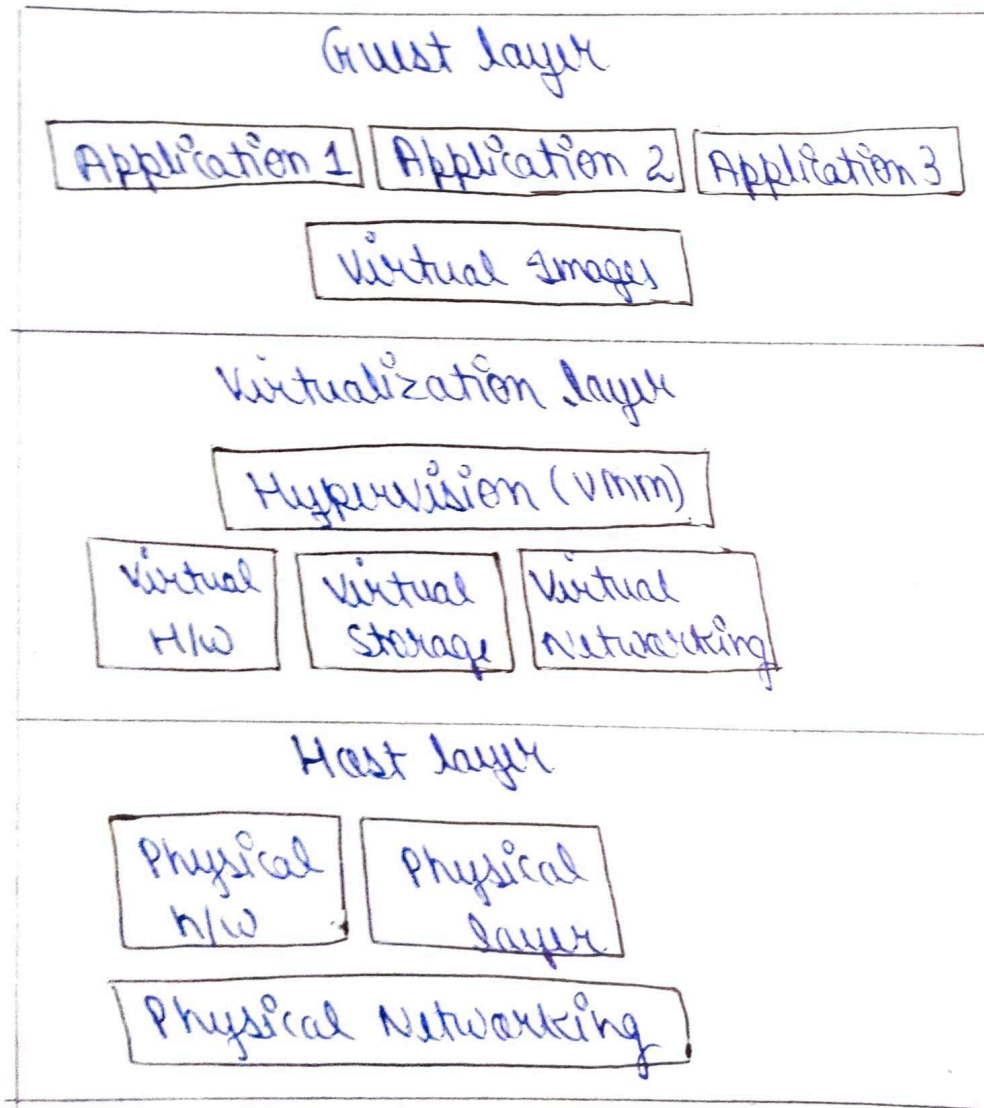 Guest layer
Application 1 Application 2 Application 3
Virtual Images
Virtualization layer
Hypervision (VMM)
Virtual Virtual Virtual
H/W Storage Networking
Host layer
Physical Physical
h/w layer
Physical Networking